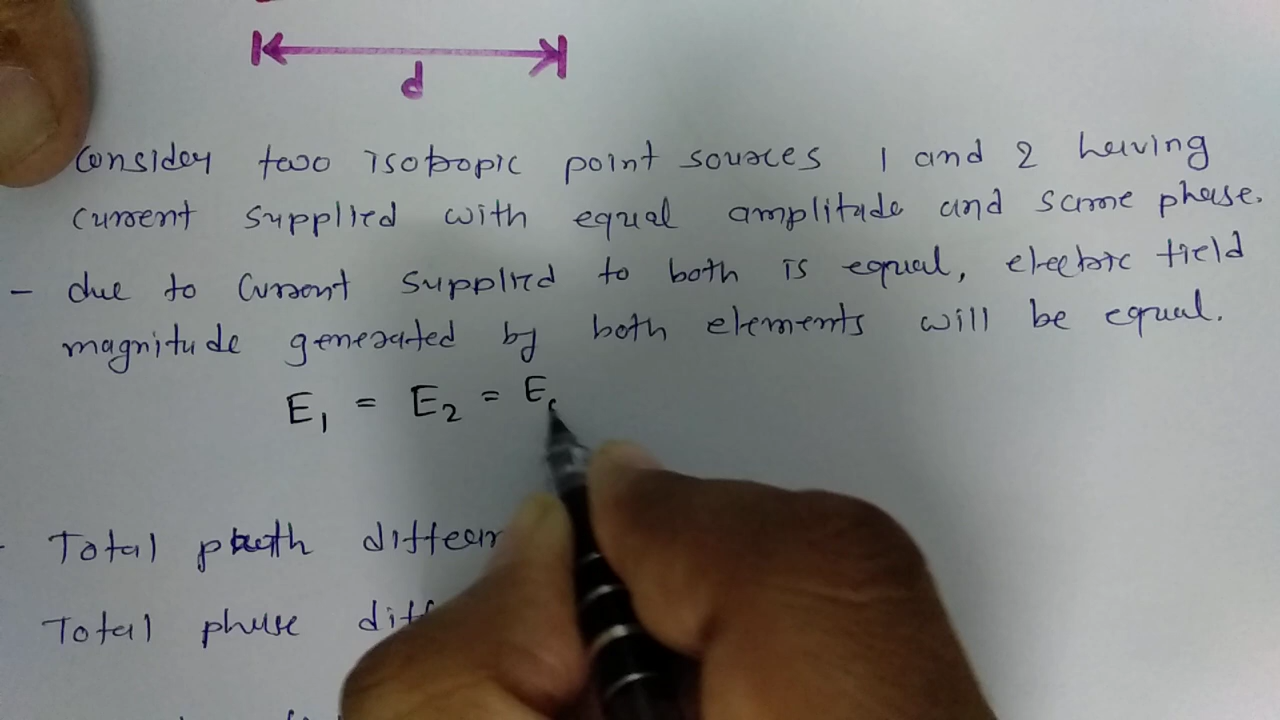 d
Consider two isotropic point sources 1 and 2 having
current supplied with equal amplitude and same phase.
- due to current supplied to both is equal, electric field
magnitude generated by both elements will be equal.
E₁ = E₂ = E
- Total path
Total phase